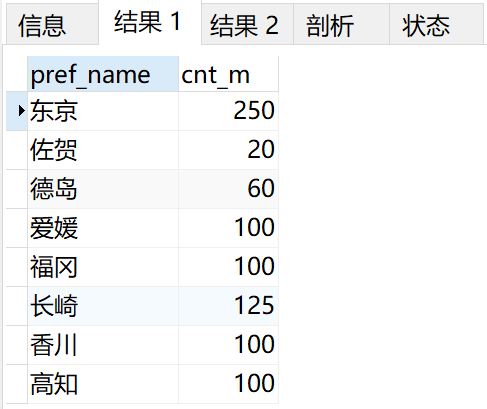 信息 结果 1 结果 2 剖析 状态
pref_name cnt_m
东京 250
佐贺 20
德岛 60
爱媛 100
福冈 100
长崎 125
香川 100
高知 100